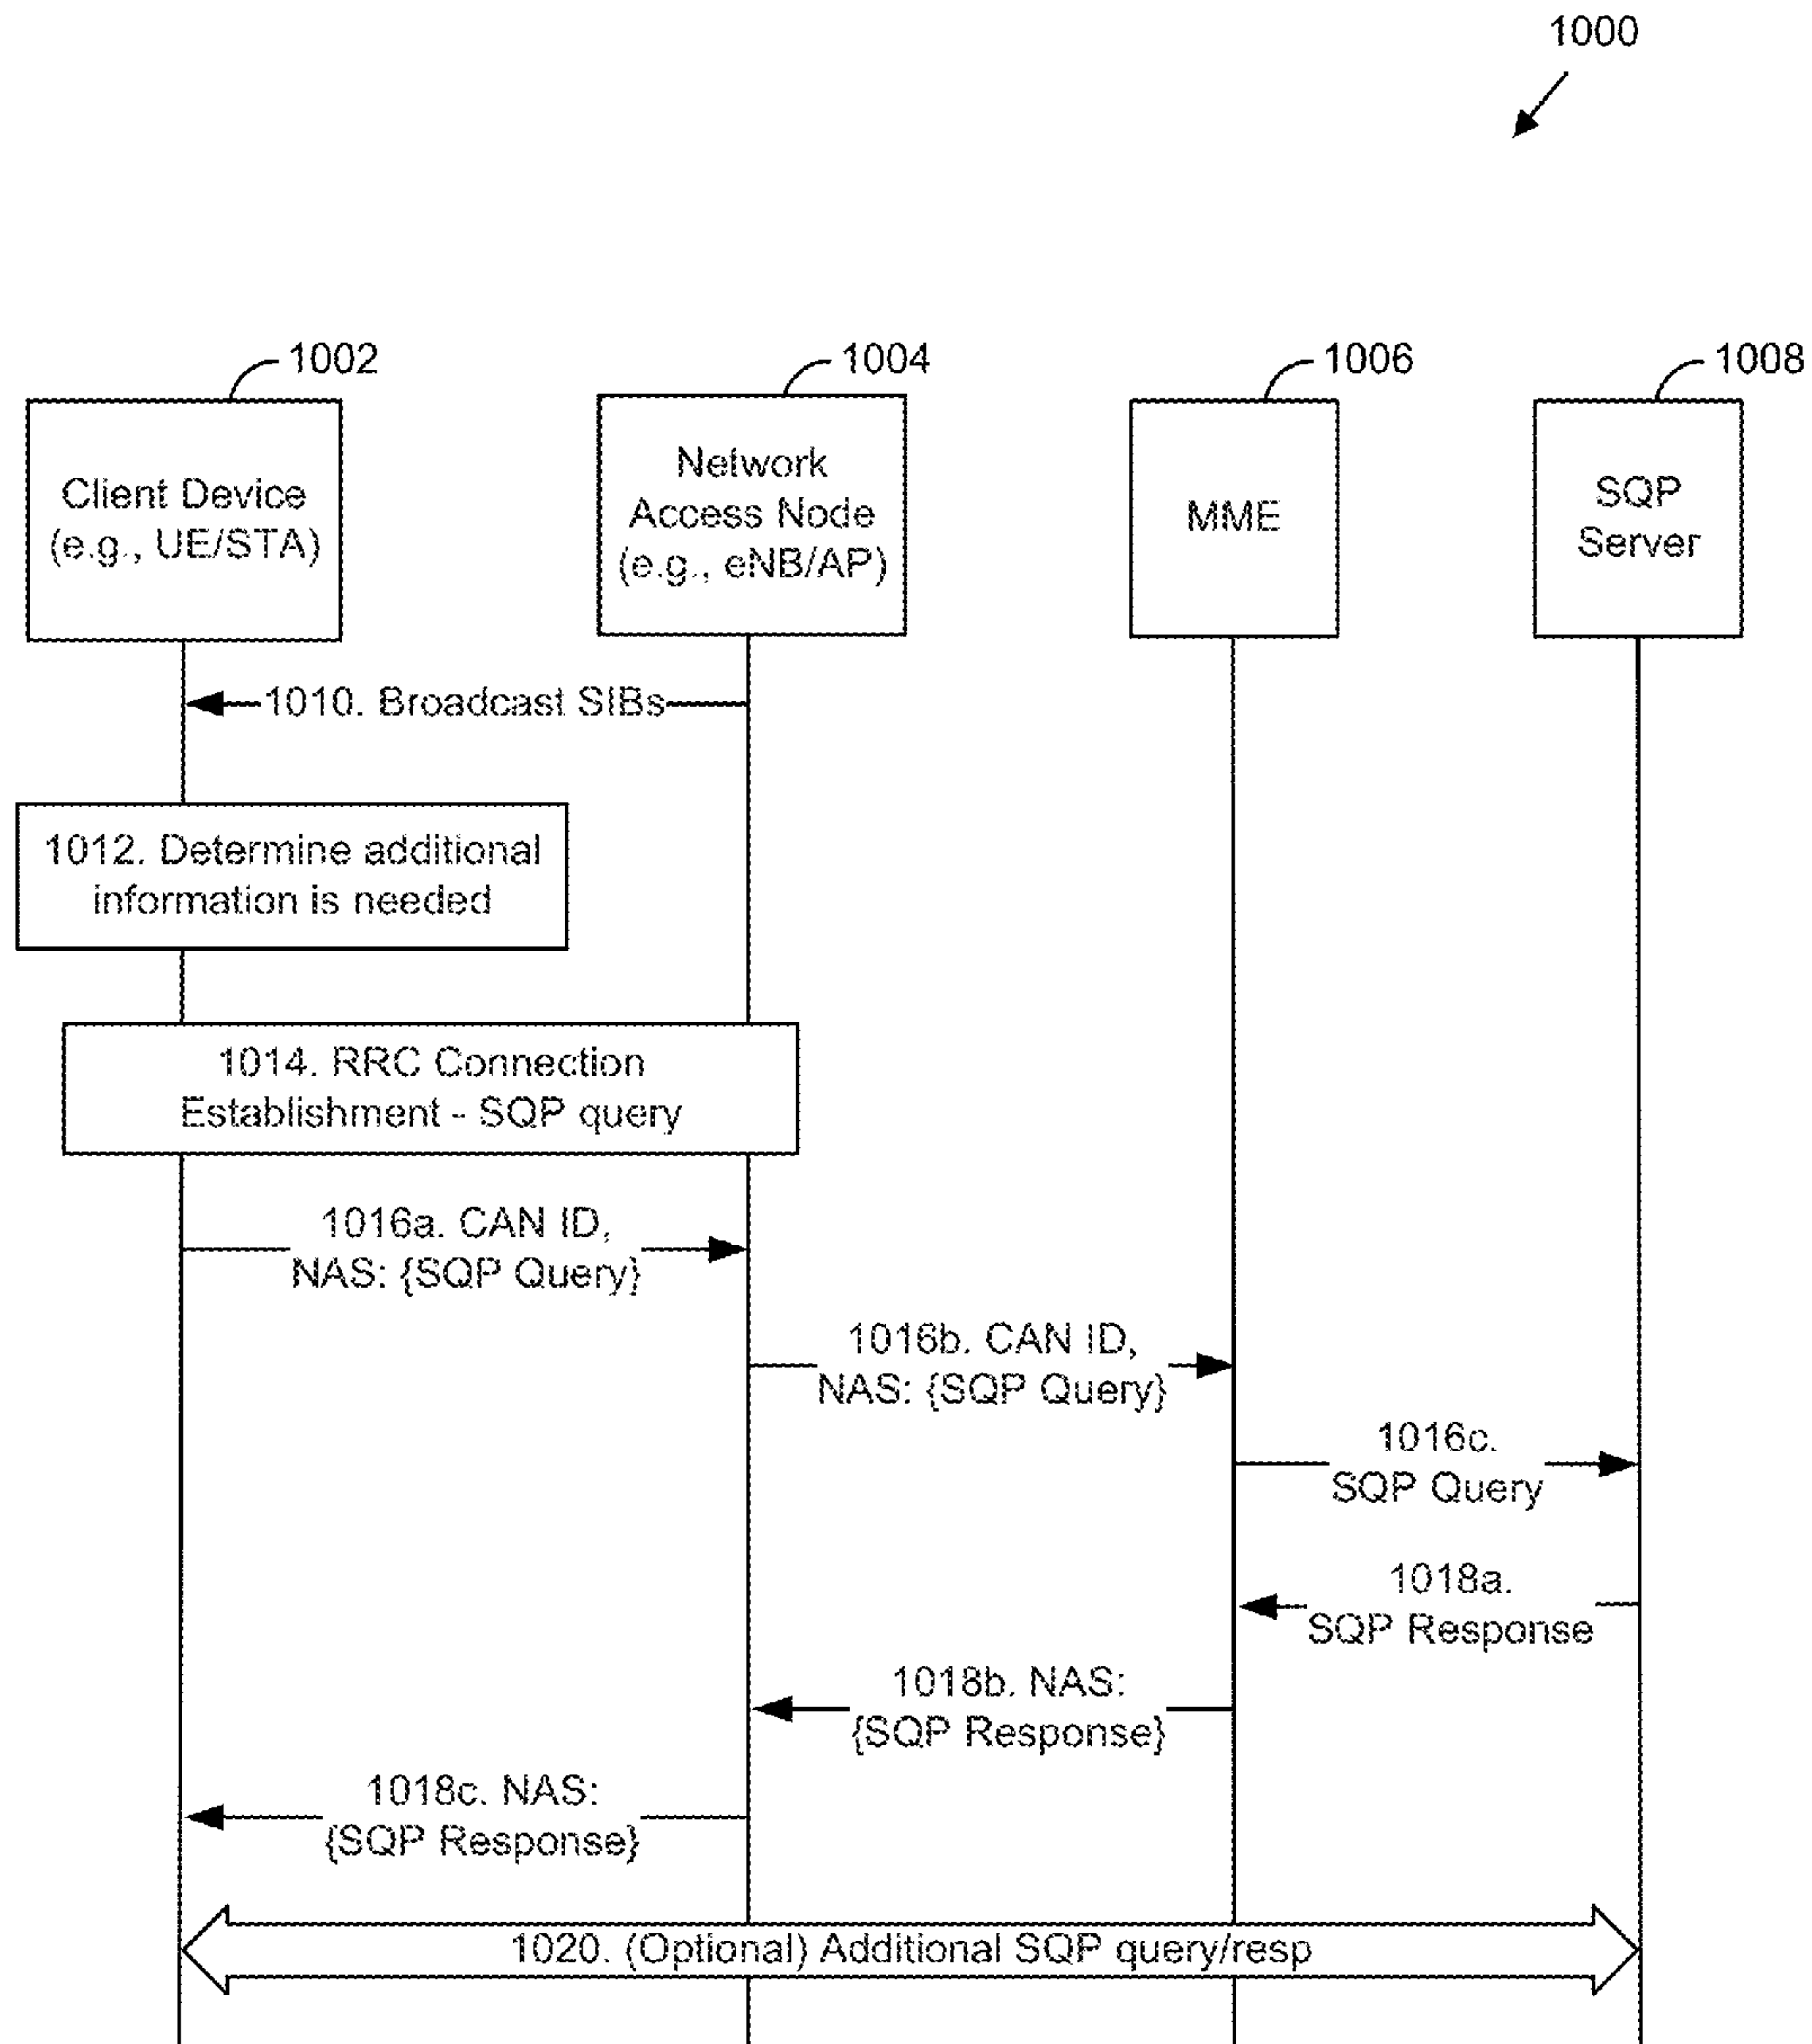 1000
1002
1004
1006
1008
Client Device
(e.g., UE/STA)
Network
Access Node
(e.g., eNB/AP)
MME
SQP
Server
1010. Broadcast SIBs
1012. Determine additional
information is needed
1014. RRC Connection
Establishment - SQP query
1016a. CAN ID,
NAS: {SQP Query}
1016b. CAN ID,
NAS: {SQP Query}
1016c.
SQP Query
1018a.
SQP Response
1018b. NAS:
{SQP Response}
1018c. NAS:
{SQP Response}
1020. (Optional) Additional SQP query/resp